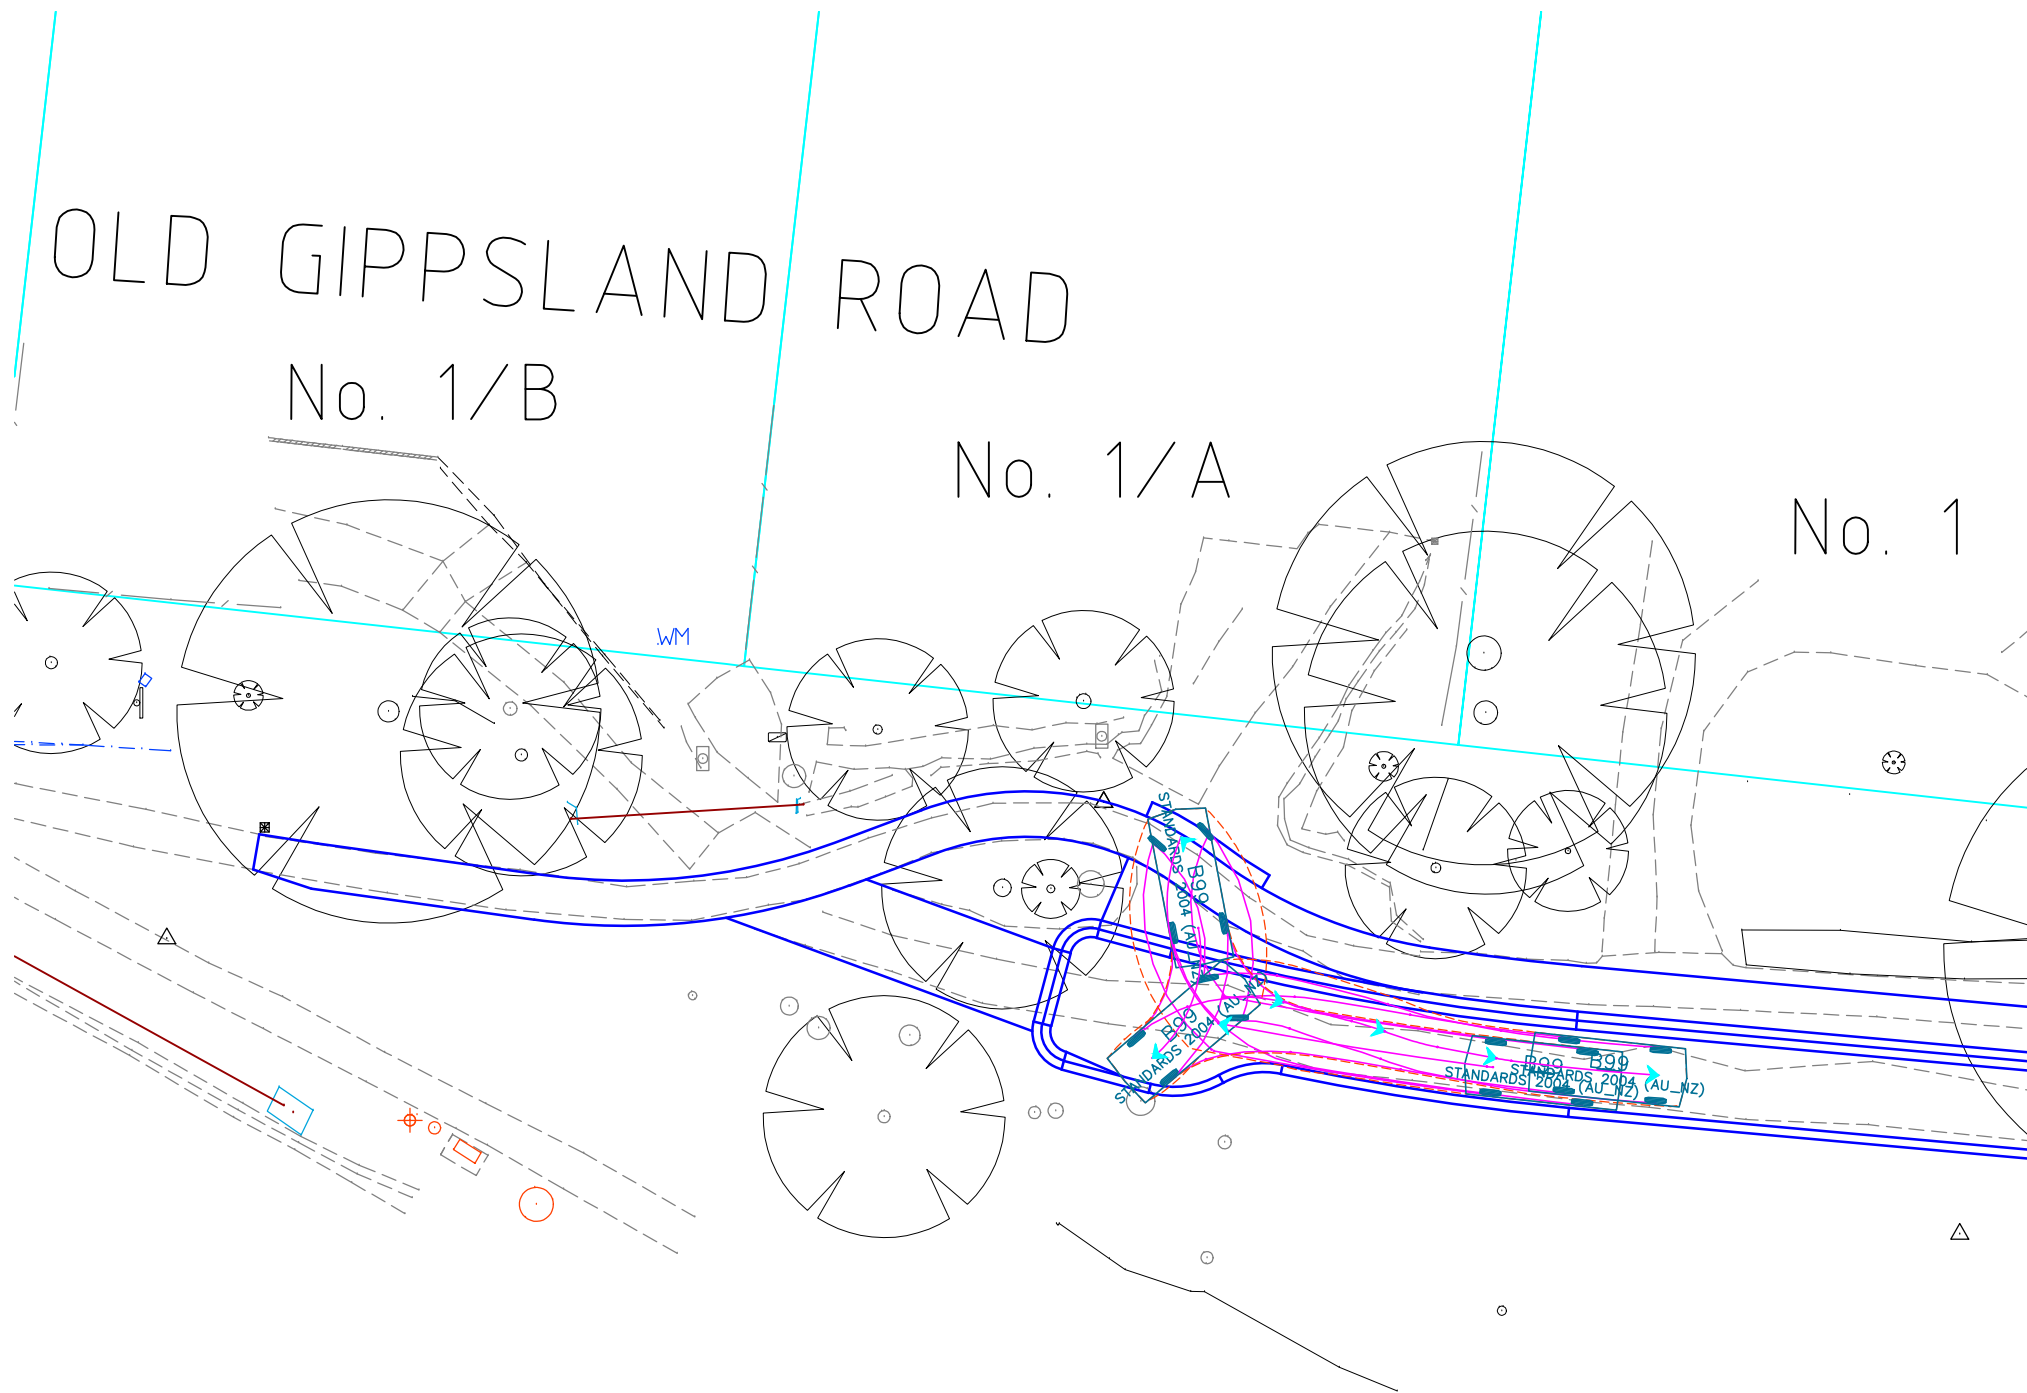 OLD GIPPSLAND ROAD
No. 1/B
No. 1/A
No. 1
WM
B99
STANDARDS 2004 (AU_NZ)
B99
STANDARDS 2004 (AU_NZ)
B99
STANDARDS 2004 (AU_NZ)
B99
STANDARDS 2004 (AU_NZ)